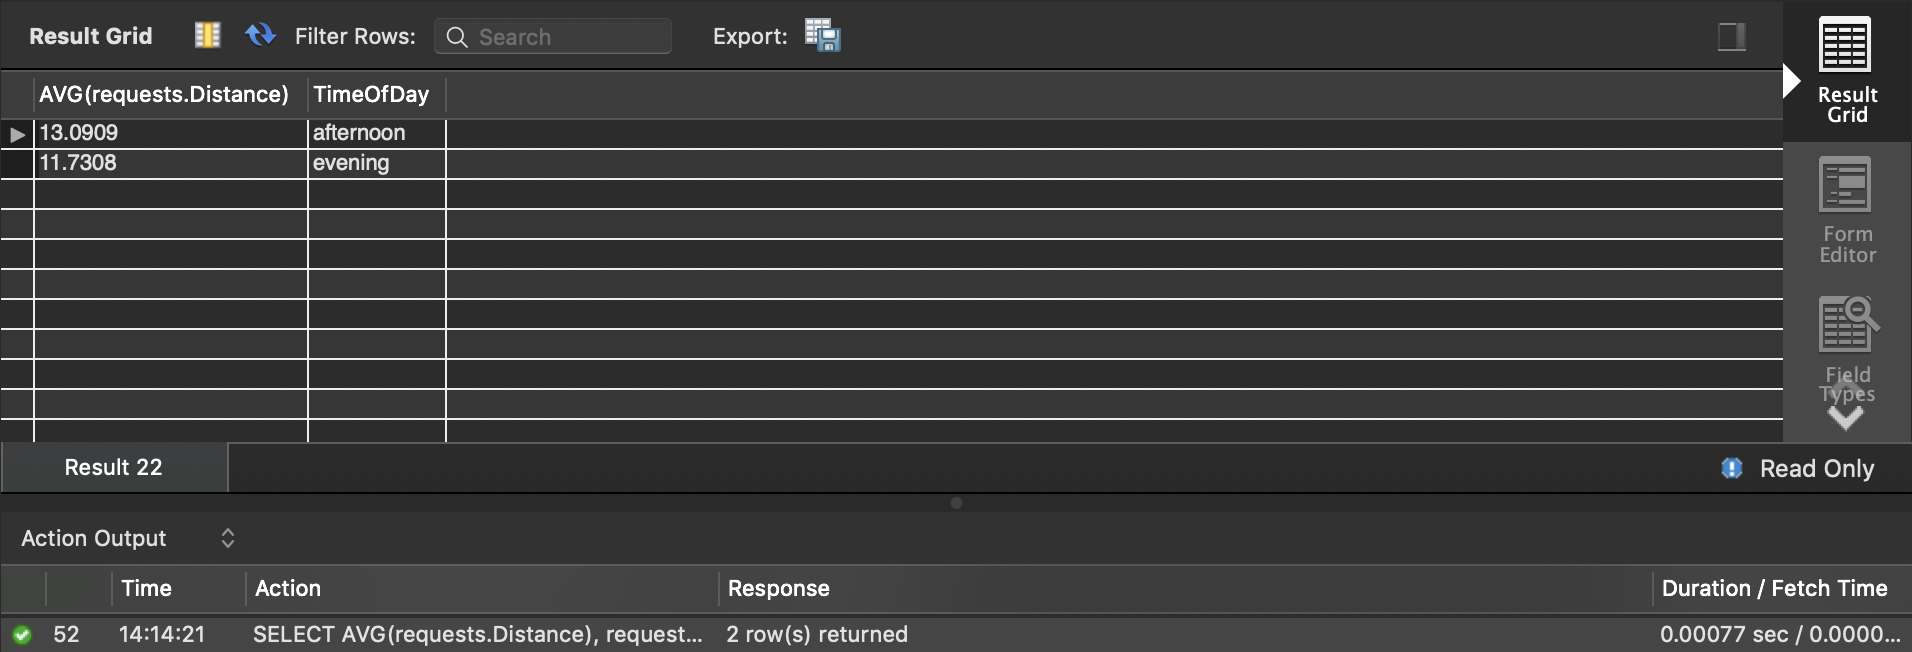 Result Grid Filter Rows: Search Export:
AVG(requests.Distance) TimeOfDay
13.0909 afternoon
11.7308 evening
Result
Grid
Form
Editor
Field
Types
Result 22 Read Only
Action Output
Time Action Response Duration / Fetch Time
52 14:14:21 SELECT AVG(requests.Distance), request... 2 row(s) returned 0.00077 sec / 0.0000...